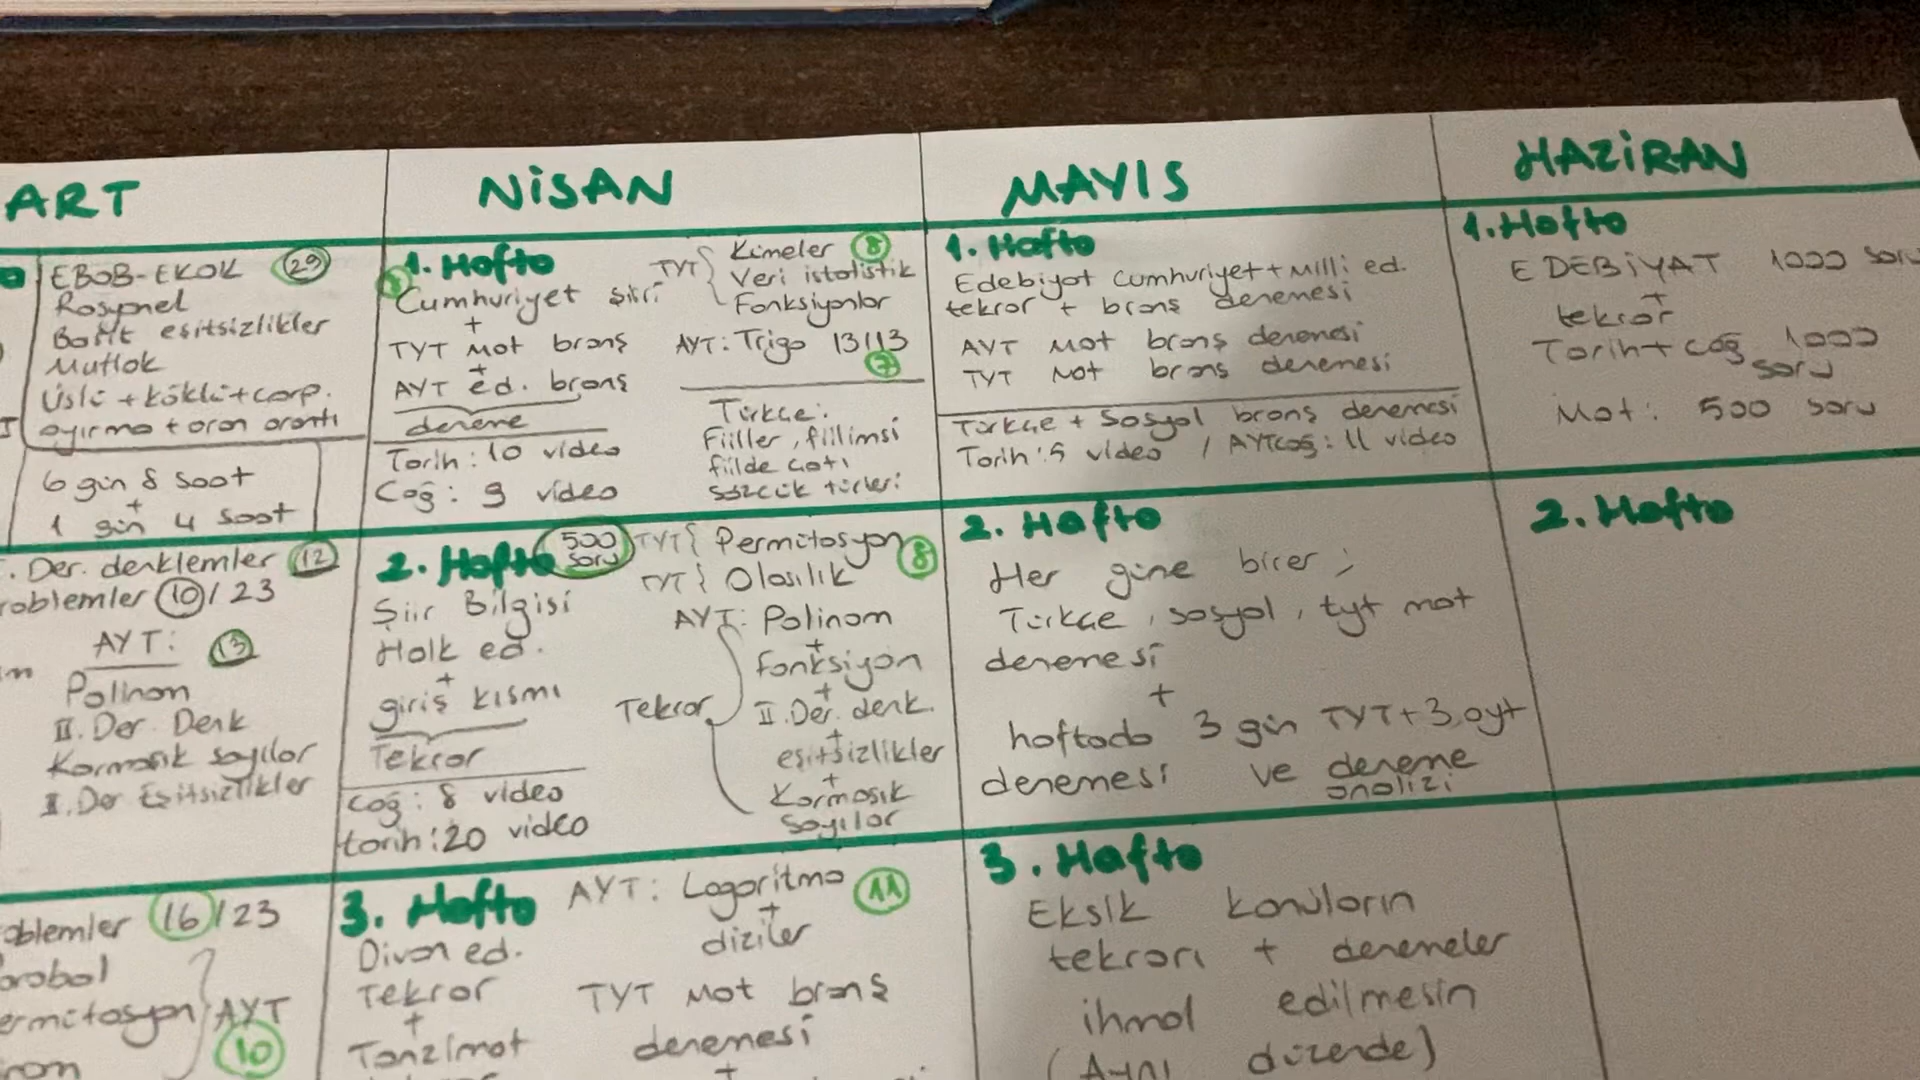 ART
EBOB-EKOK 29
Rasyonel
Basit eşitsizlikler
Mutlak
Üslü + köklü + çarp.
ayırma + oran orantı
6 gün 8 saat
+
1 gün 4 saat
. Der. denklemler 12
roblemler 10/23
AYT: 13
Polinom
II. Der. Denk
Karmaşık sayılar
II. Der Eşitsizlikler
oblemler 16/23
arabol
ermütasyon AYT
10
NİSAN
1. Hafta
Cumhuriyet şiiri
+
TYT Mat branş
+
AYT ed. branş
deneme
Tarih: 10 video
Coğ: 9 video
TYT Kümeler 8
Veri istatistik
Fonksiyonlar
AYT: Trigo 13/13
7
Türkçe:
Fiiller, fiilimsi
fiilde çatı
sözcük türleri
2. Hafta 500 soru
Şiir Bilgisi
Halk ed.
+
giriş kısmı
Tekrar
coğ: 8 video
tarih: 20 video
TYT Permütasyon 8
TYT Olasılık
AYT: Polinom
+
fonksiyon
+
Tekrar II. Der. denk.
+
eşitsizlikler
+
Karmaşık
sayılar
3. Hafta
Divan ed.
Tekrar
+
Tanzimat
AYT: Logaritma 11
+
diziler
TYT Mat branş
denemesi
+
MAYIS
1. Hafta
Edebiyat Cumhuriyet + Milli ed.
tekrar + branş denemesi
AYT Mat branş denemesi
TYT Mat branş denemesi
Türkçe + Sosyal branş denemesi
Tarih: 5 video / AYTcoğ: 11 video
2. Hafta
Her güne birer;
Türkçe, sosyal, tyt mat
denemesi
+
haftada 3 gün TYT + 3 ayt
denemesi ve deneme
analizi
3. Hafta
Eksik konuların
tekrarı + denemeler
ihmal edilmesin
(Aynı düzende)
HAZİRAN
1. Hafta
EDEBİYAT 1000 soru
+
tekrar
Tarih + coğ 1000
soru
Mat: 500 soru
2. Hafta